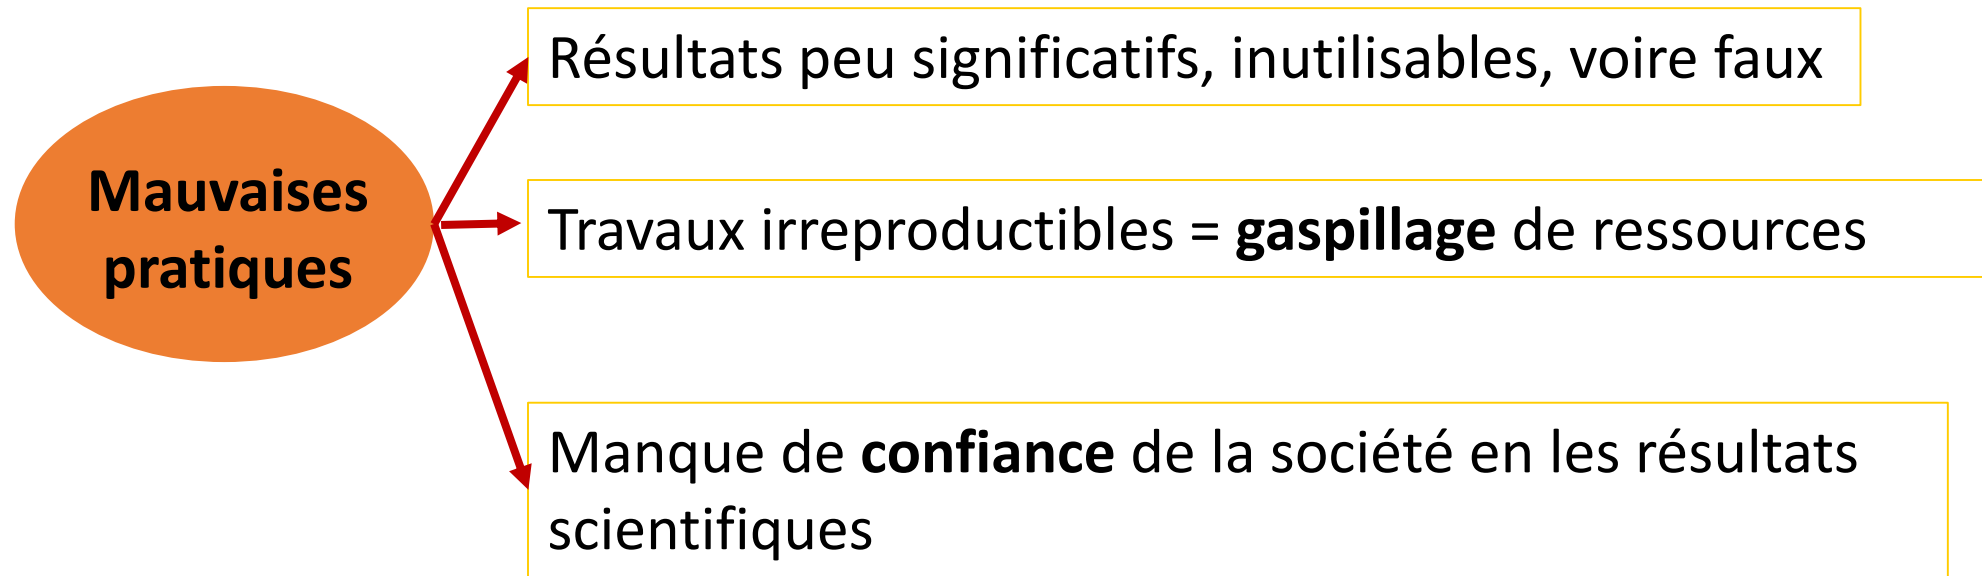 Résultats peu significatifs, inutilisables, voire faux
Mauvaises
pratiques
Travaux irreproductibles = gaspillage de ressources
Manque de confiance de la société en les résultats
scientifiques